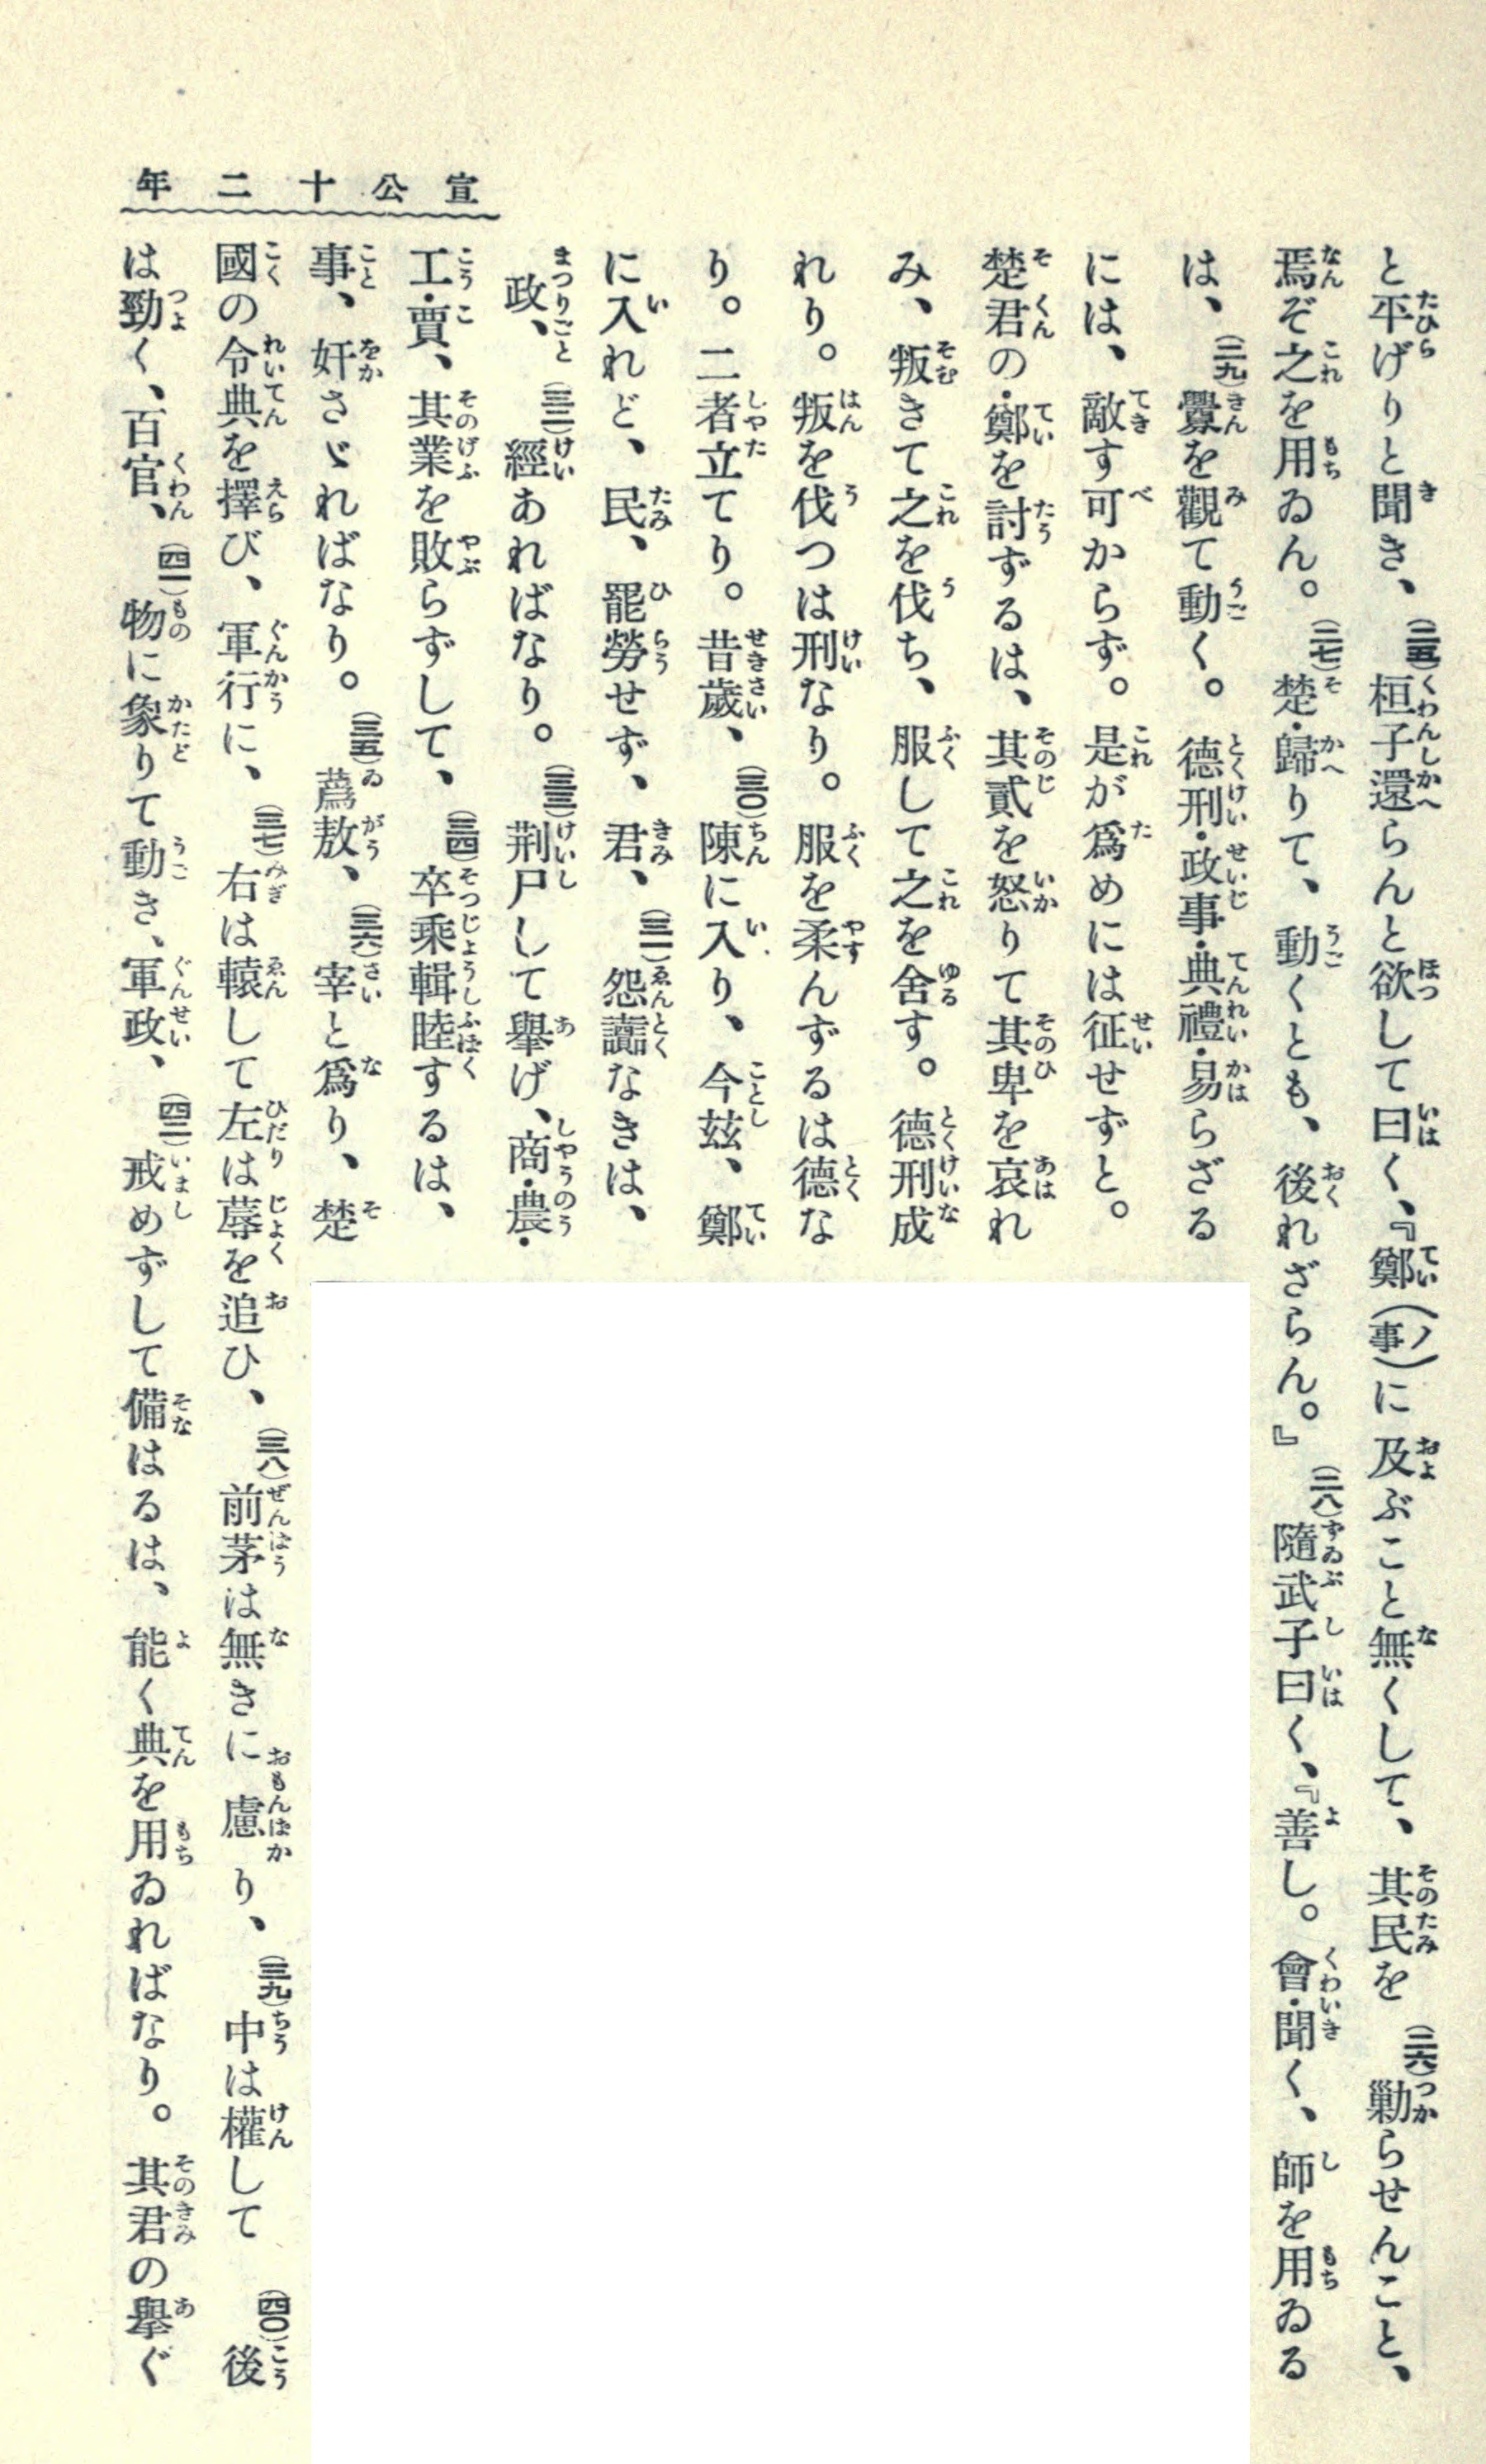 宣公十二年
と平げりと聞き、(二五)桓子還らんと欲して曰く、『鄭(事ノ)に及ぶこと無くして、其民を(二六)勦らせんこと、
焉ぞ之を用ゐん。(二七)楚・歸りて、動くとも、後れざらん。』(二八)隨武子曰く、『善し。會・聞く、師を用ゐる
は、(二九)釁を觀て動く。德刑・政事・典禮・易らざる
には、敵す可からず。是が爲めには征せずと。
楚君の・鄭を討ずるは、其貳を怒りて其卑を哀れ
み、叛きて之を伐ち、服して之を舍す。德刑成
れり。叛を伐つは刑なり。服を柔んずるは德な
り。二者立てり。昔歲、(三〇)陳に入り、今玆、鄭
に入れど、民、罷勞せず、君、(三一)怨讟なきは、
政、(三二)經あればなり。(三三)荆尸して擧げ、商・農・
工・賈、其業を敗らずして、(三四)卒乘輯睦するは、
事、奸さゞればなり。(三五)蔿敖、(三六)宰と爲り、楚
國の令典を擇び、軍行に、(三七)右は轅して左は蓐を追ひ、(三八)前茅は無きに慮り、(三九)中は權して(四〇)後
は勁く、百官、(四一)物に象りて動き、軍政、(四二)戒めずして備はるは、能く典を用ゐればなり。其君の擧ぐ